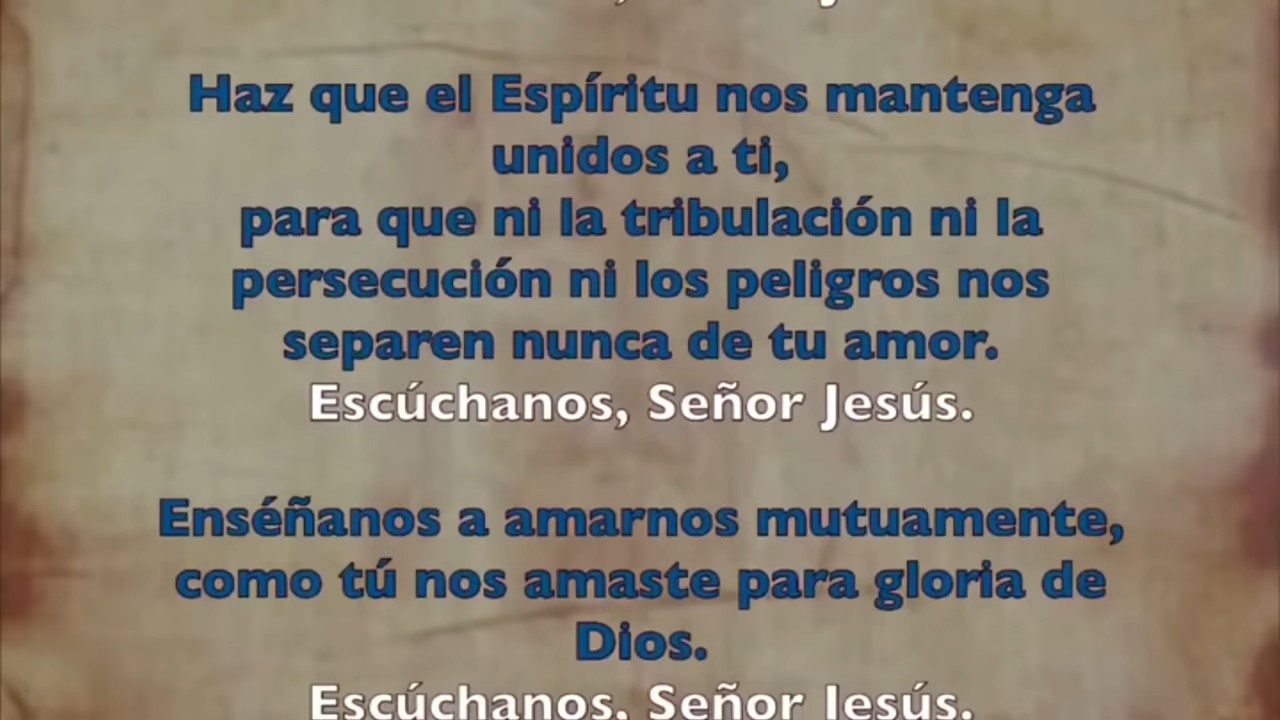 Haz que el Espíritu nos mantenga
unidos a ti,
para que ni la tribulación ni la
persecución ni los peligros nos
separen nunca de tu amor.
Escúchanos, Señor Jesús.
Enséñanos a amarnos mutuamente,
como tú nos amaste para gloria de
Dios.
Escúchanos, Señor Jesús.